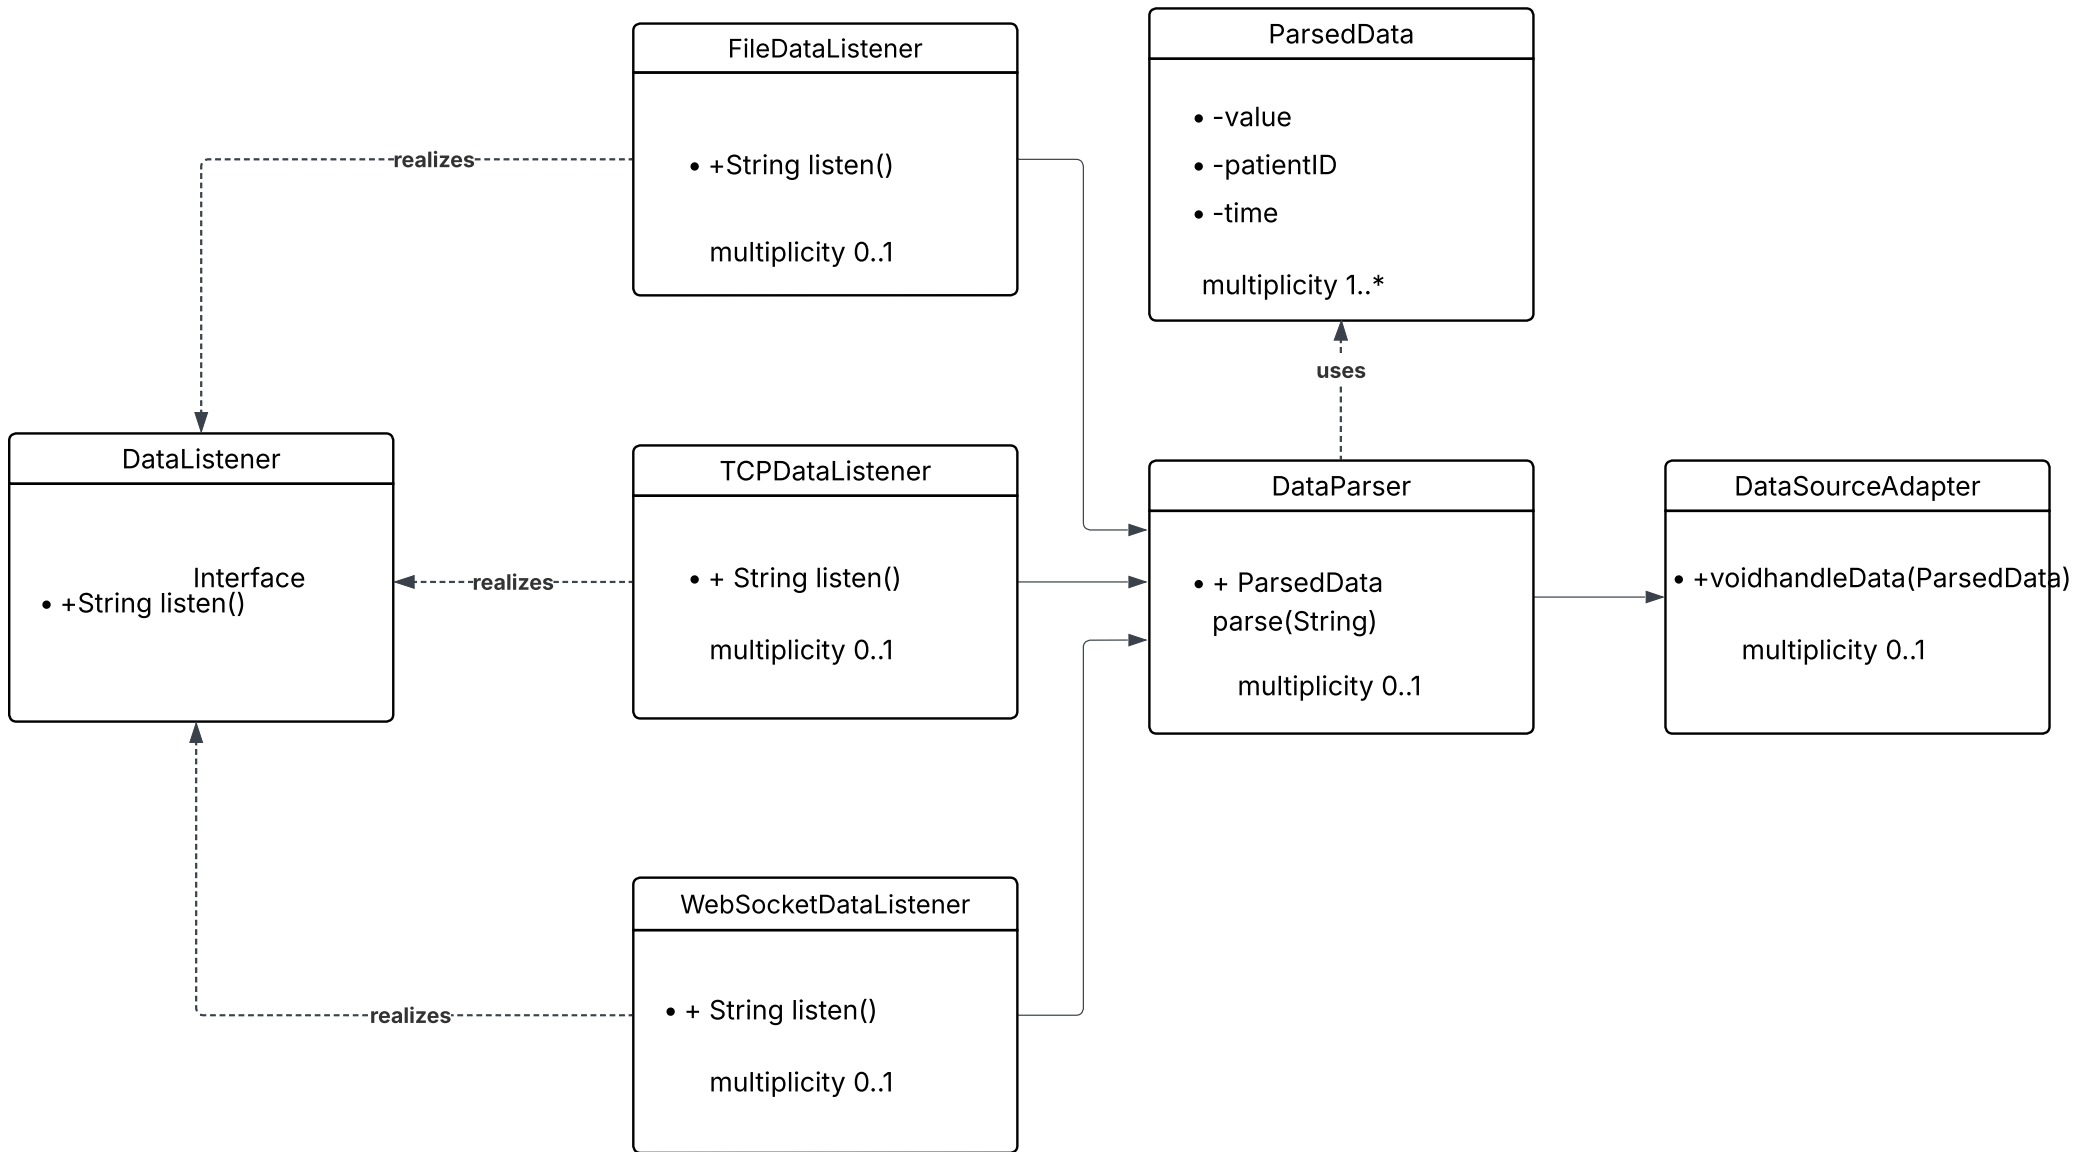 FileDataListener
• +String listen()
multiplicity 0..1
ParsedData
• -value
• -patientID
• -time
multiplicity 1..*
realizes
uses
DataListener
Interface
• +String listen()
realizes
TCPDataListener
• + String listen()
multiplicity 0..1
DataParser
• + ParsedData
parse(String)
multiplicity 0..1
DataSourceAdapter
• +voidhandleData(ParsedData)
multiplicity 0..1
WebSocketDataListener
• + String listen()
multiplicity 0..1
realizes